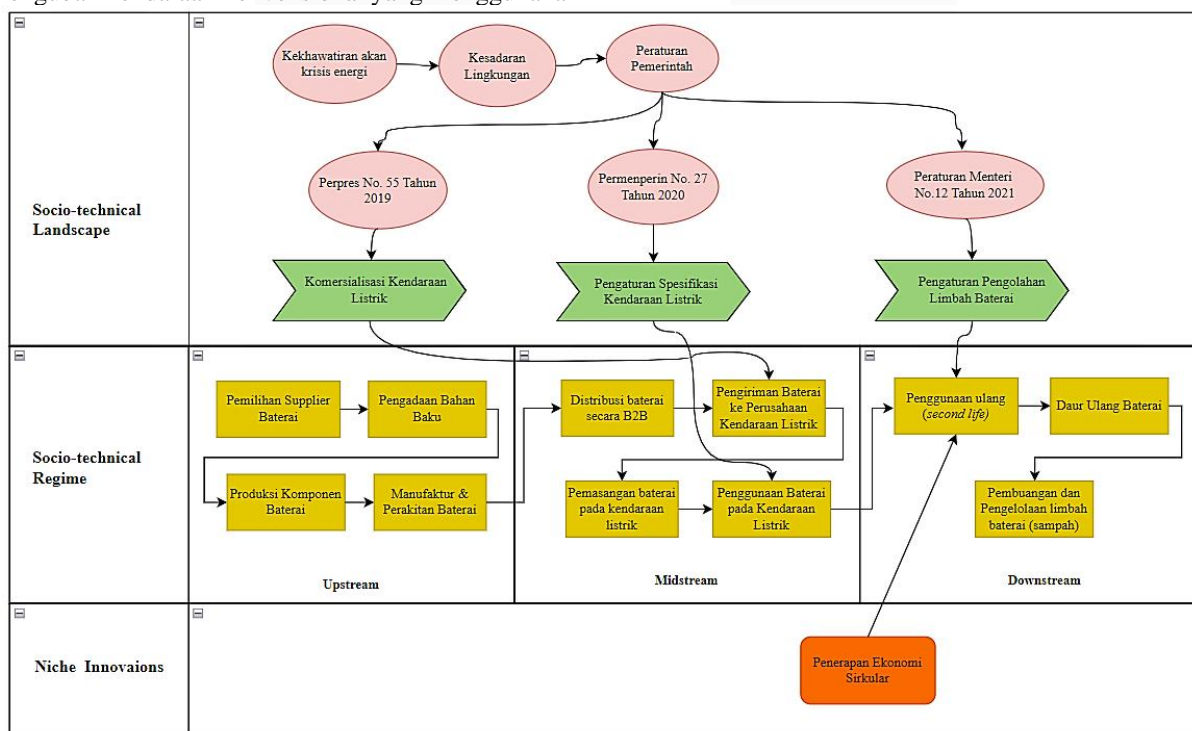 Kekhawatiran akan
krisis energi
Kesadaran
Lingkungan
Peraturan
Pemerintah
Perpres No. 55 Tahun
2019
Permenperin No. 27
Tahun 2020
Peraturan Menteri
No.12 Tahun 2021
Socio-technical
Landscape
Komersialisasi Kendaraan
Listrik
Pengaturan Spesifikasi
Kendaraan Listrik
Pengaturan Pengolahan
Limbah Baterai
Socio-technical
Regime
Pemilihan Supplier
Baterai
Pengadaan Bahan
Baku
Produksi Komponen
Baterai
Manufaktur &
Perakitan Baterai
Upstream
Distribusi baterai
secara B2B
Pengiriman Baterai
ke Perusahaan
Kendaraan Listrik
Pemasangan baterai
pada kendaraan
listrik
Penggunaan Baterai
pada Kendaraan
Listrik
Midstream
Penggunaan ulang
(second life)
Daur Ulang Baterai
Pembuangan dan
Pengelolaan limbah
baterai (sampah)
Downstream
Niche Innovaions
Penerapan Ekonomi
Sirkular